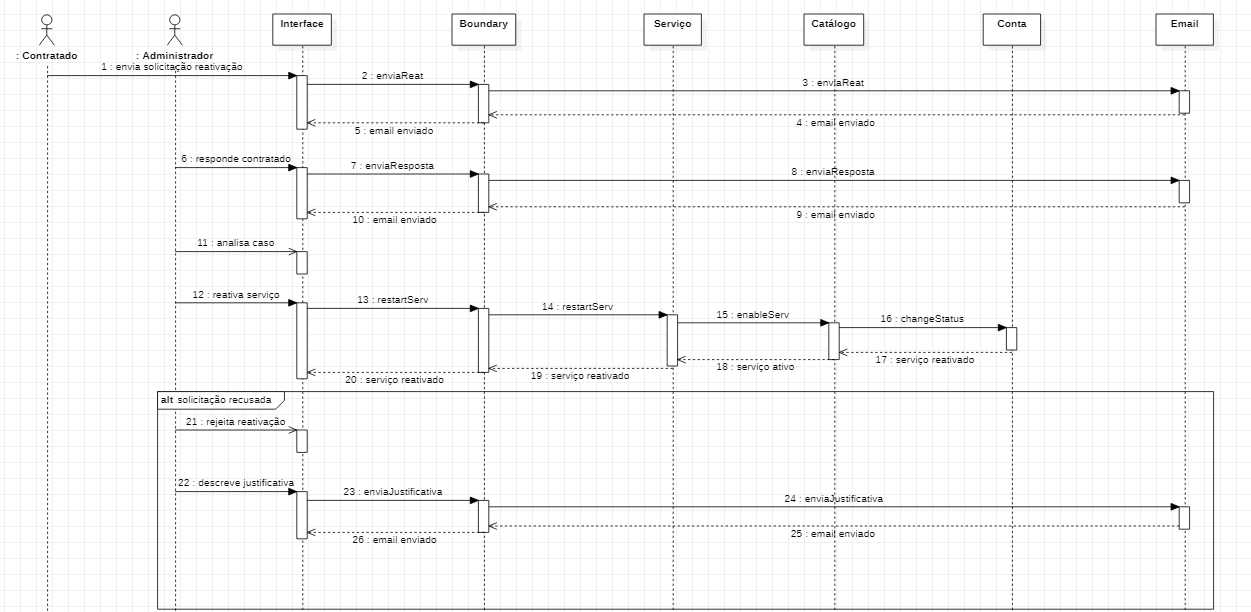 Interface
Boundary
Serviço
Catálogo
Conta
Email
: Contratado
: Administrador
1 : envia solicitação reativação
2 : enviaReat
3 : enviaReat
4 : email enviado
5 : email enviado
6 : responde contratado
7 : enviaResposta
8 : enviaResposta
9 : email enviado
10 : email enviado
11 : analisa caso
12 : reativa serviço
13 : restartServ
14 : restartServ
15 : enableServ
16 : changeStatus
17 : serviço reativado
18 : serviço ativo
19 : serviço reativado
20 : serviço reativado
alt solicitação recusada
21 : rejeita reativação
22 : descreve justificativa
23 : enviaJustificativa
24 : enviaJustificativa
25 : email enviado
26 : email enviado